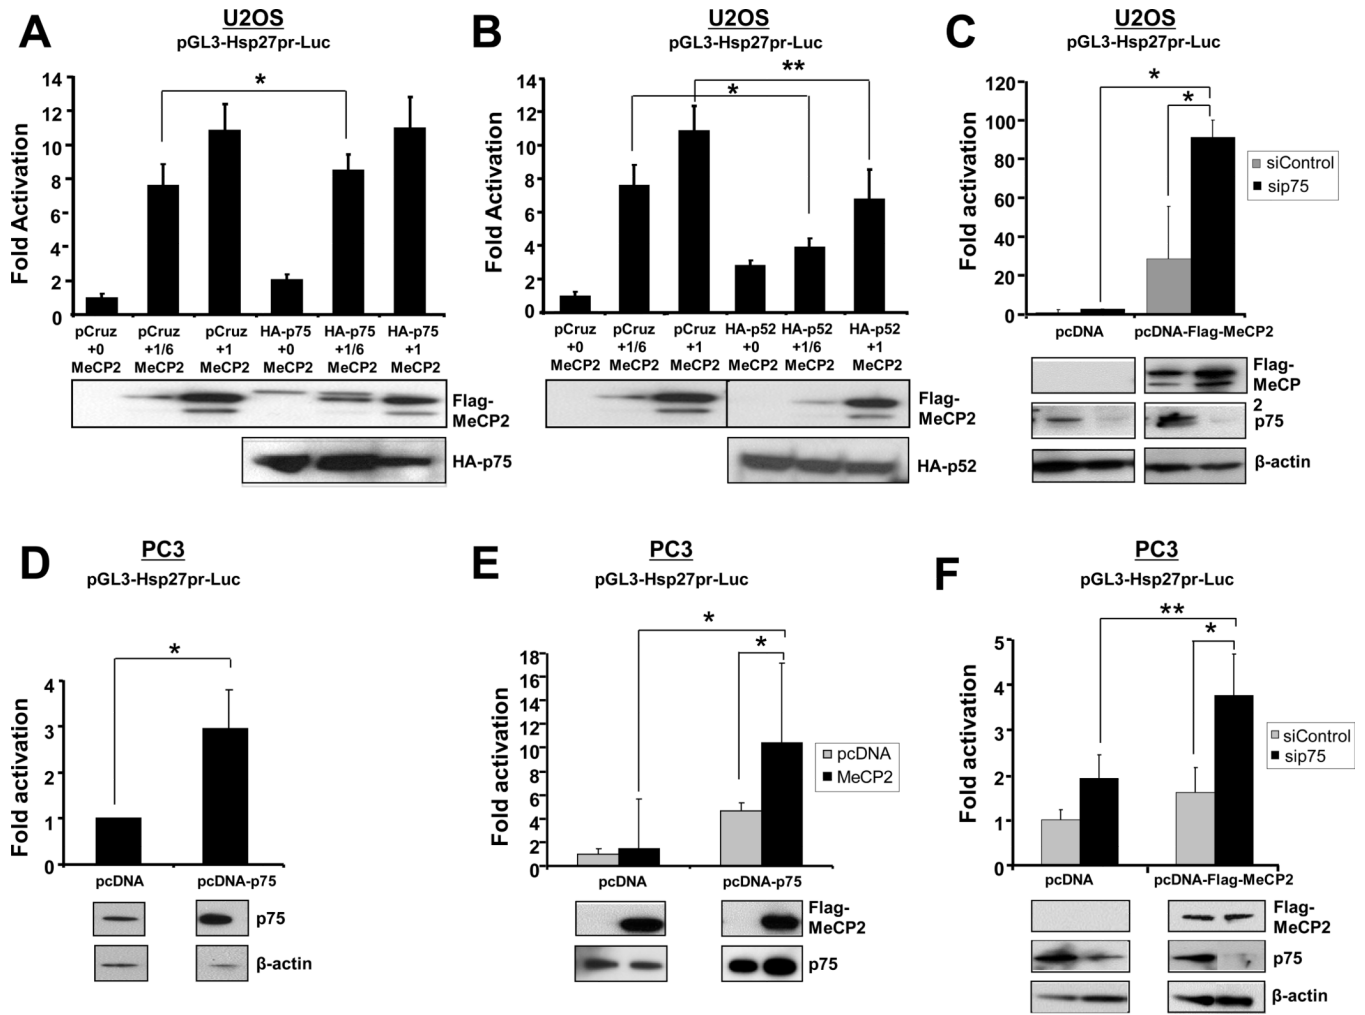 A
U2OS
pGL3-Hsp27pr-Luc
*
Fold Activation
14
12
10
8
6
4
2
0
pCruz +0 MeCP2
pCruz +1/6 MeCP2
pCruz +1 MeCP2
HA-p75 +0 MeCP2
HA-p75 +1/6 MeCP2
HA-p75 +1 MeCP2
Flag-
MeCP2
HA-p75
B
U2OS
pGL3-Hsp27pr-Luc
**
*
Fold Activation
14
12
10
8
6
4
2
0
pCruz +0 MeCP2
pCruz +1/6 MeCP2
pCruz +1 MeCP2
HA-p52 +0 MeCP2
HA-p52 +1/6 MeCP2
HA-p52 +1 MeCP2
Flag-
MeCP2
HA-p52
C
U2OS
pGL3-Hsp27pr-Luc
*
*
Fold activation
120
100
80
60
40
20
0
siControl
sip75
pcDNA
pcDNA-Flag-MeCP2
Flag-
MeCP
2
p75
β-actin
D
PC3
pGL3-Hsp27pr-Luc
*
Fold activation
4
3
2
1
0
pcDNA
pcDNA-p75
p75
β-actin
E
PC3
pGL3-Hsp27pr-Luc
*
*
Fold activation
18
16
14
12
10
8
6
4
2
0
pcDNA
MeCP2
pcDNA
pcDNA-p75
Flag-
MeCP2
p75
F
PC3
pGL3-Hsp27pr-Luc
**
*
Fold activation
5
4
3
2
1
0
siControl
sip75
pcDNA
pcDNA-Flag-MeCP2
Flag-
MeCP2
p75
β-actin